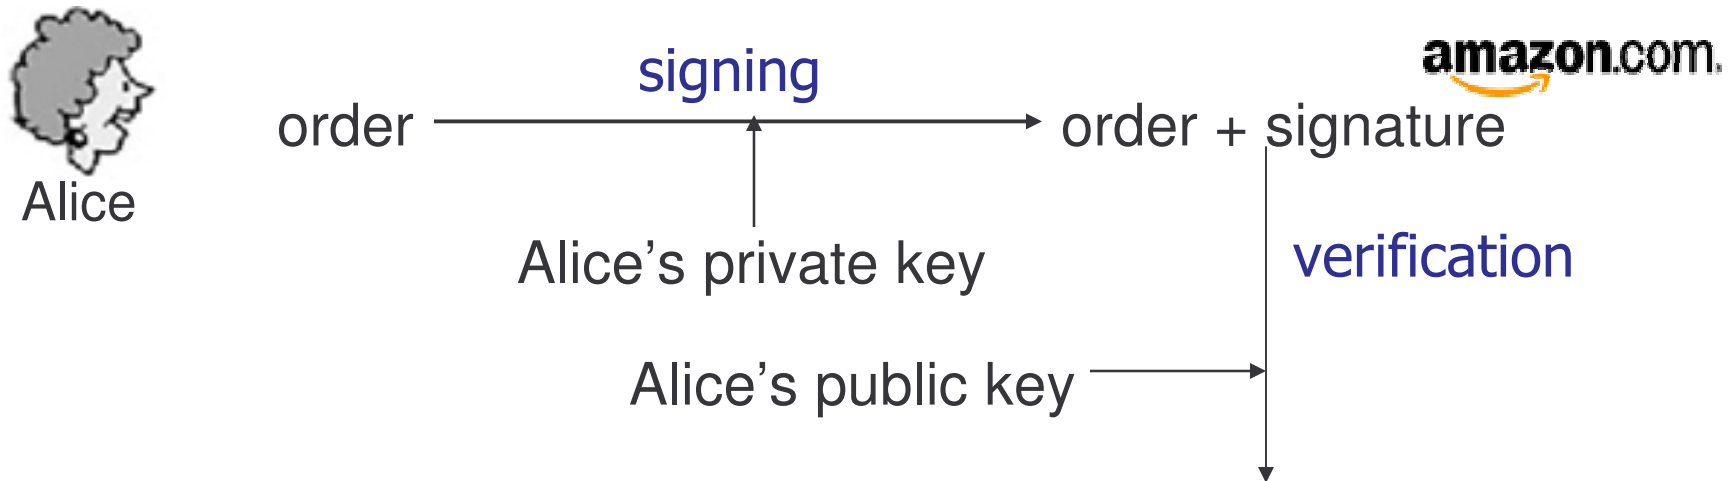 signing
amazon.com.
order
order + signature
Alice
Alice’s private key
verification
Alice’s public key